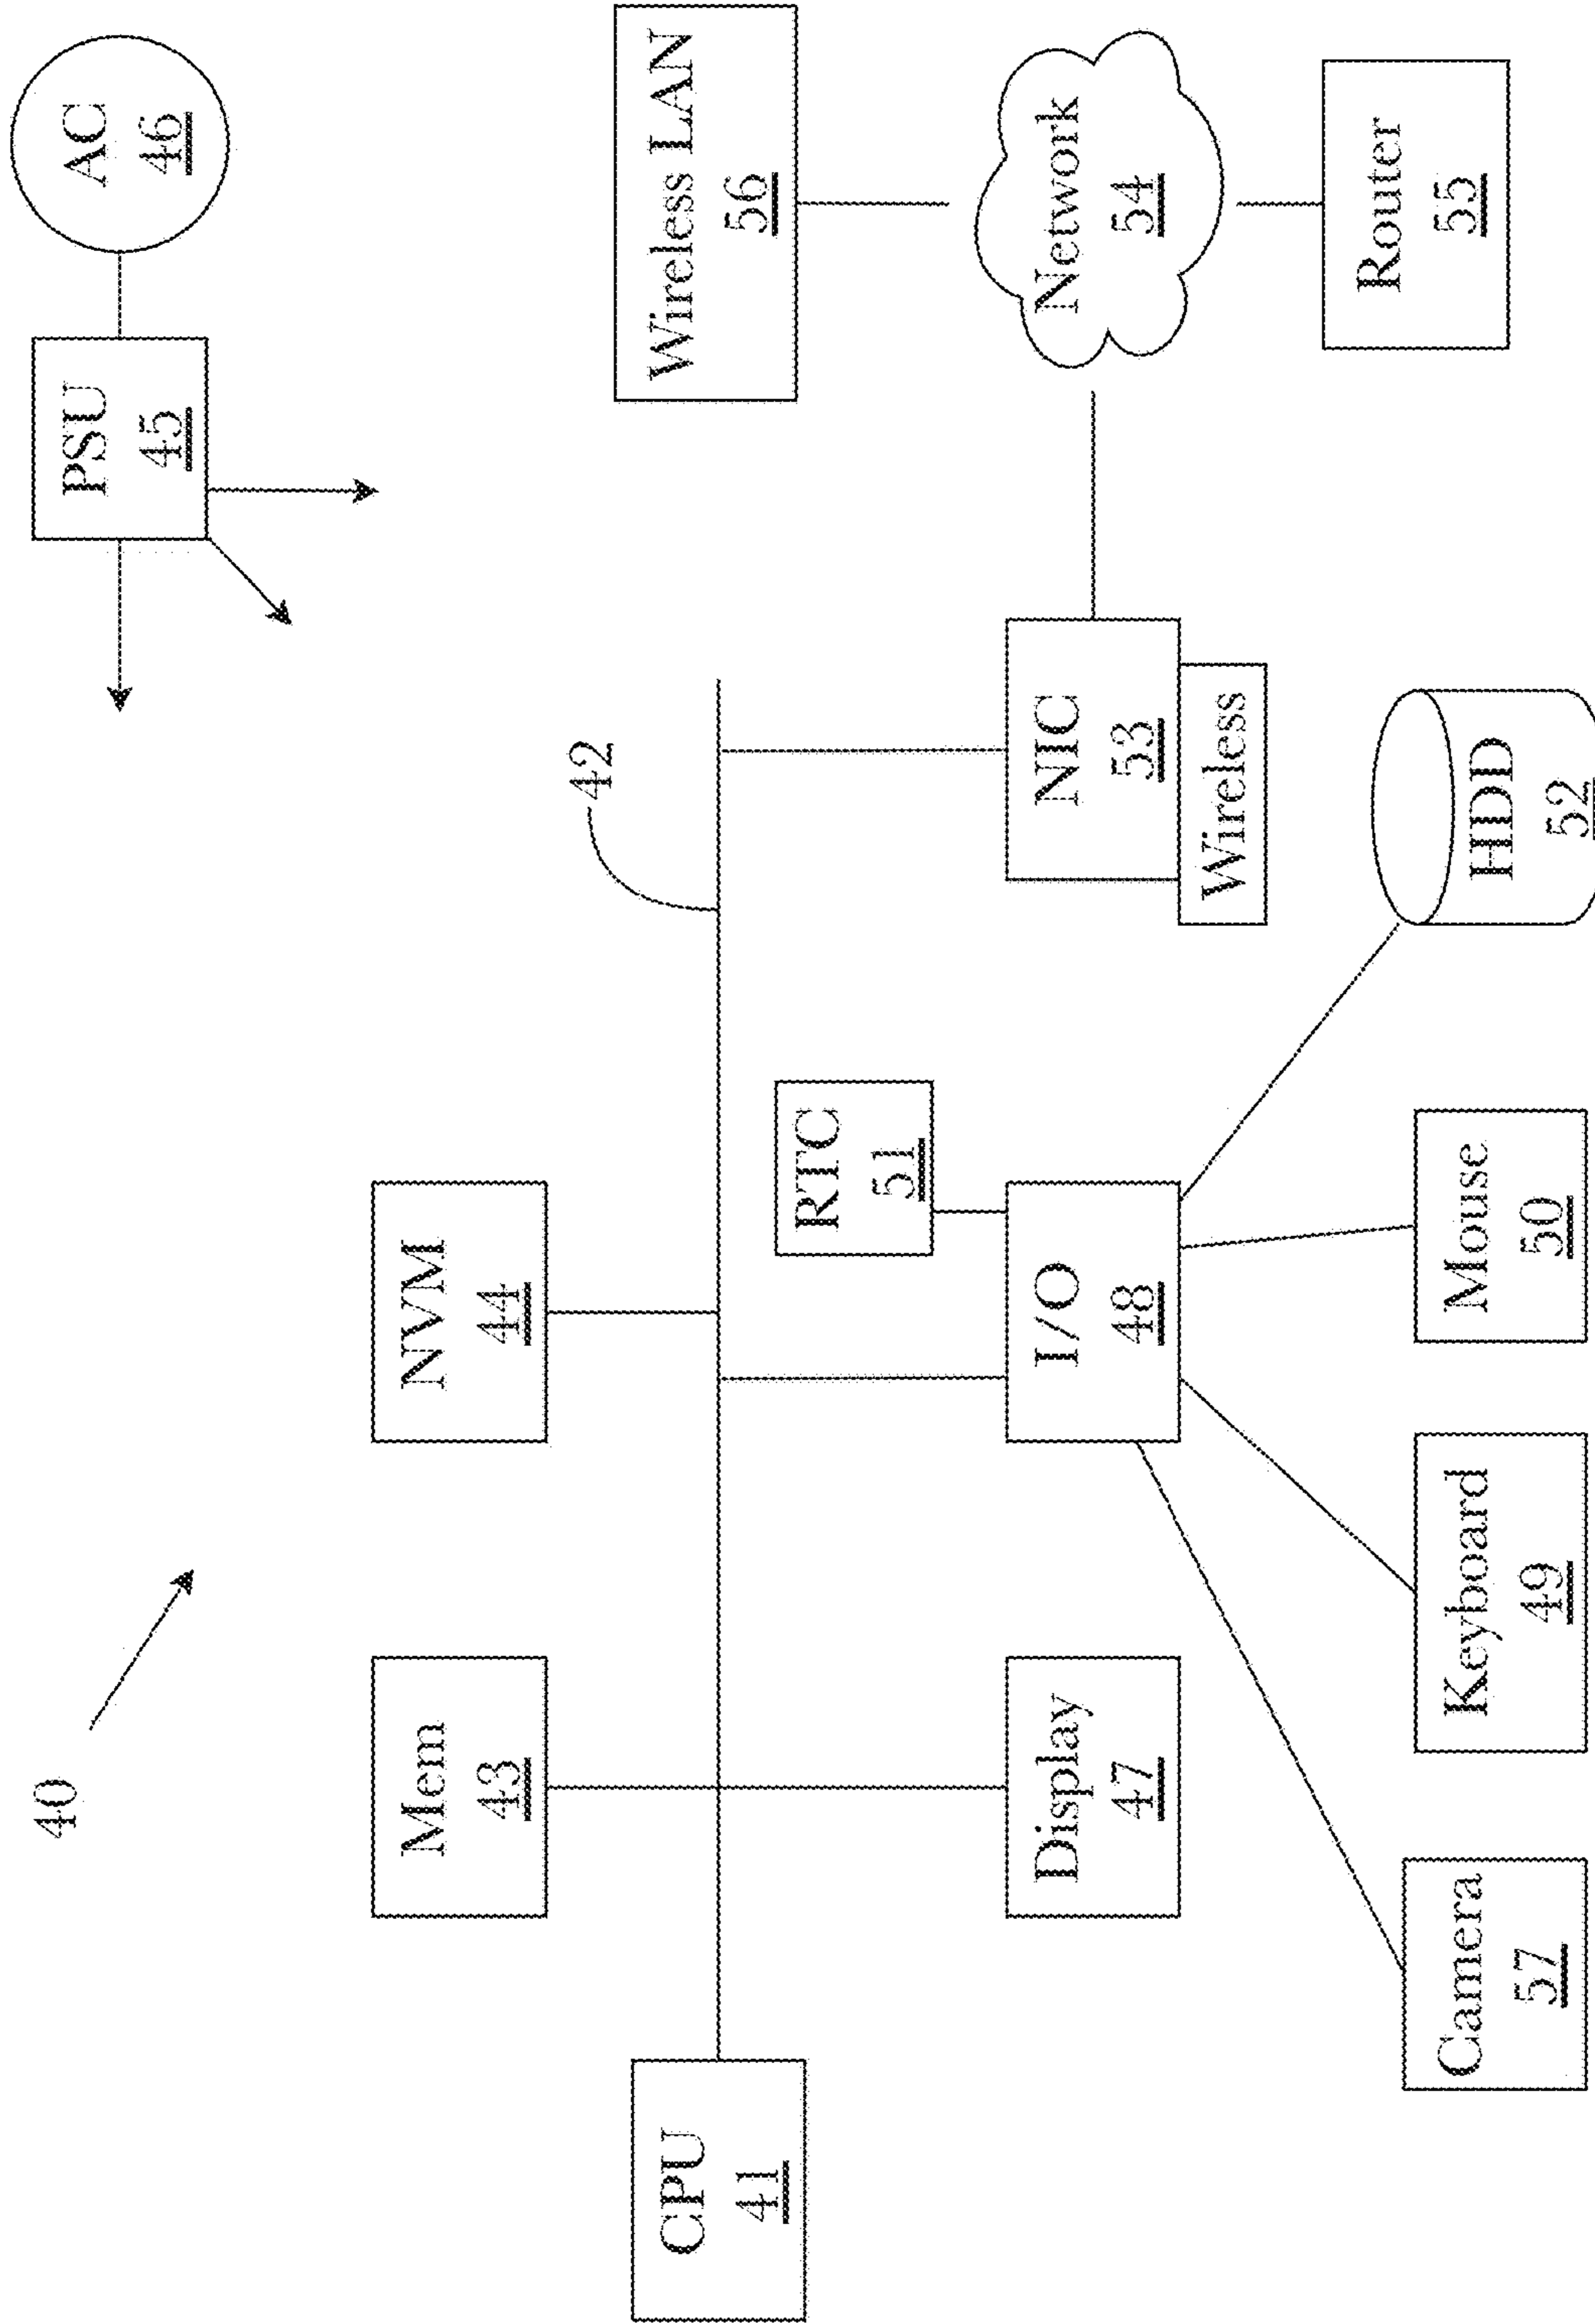 40
PSU
45
AC
46
Mem
43
NVM
44
42
Wireless LAN
56
CPU
41
RTC
51
Display
47
I/O
48
NIC
53
Wireless
Network
54
Camera
57
Keyboard
49
Mouse
50
HDD
52
Router
55